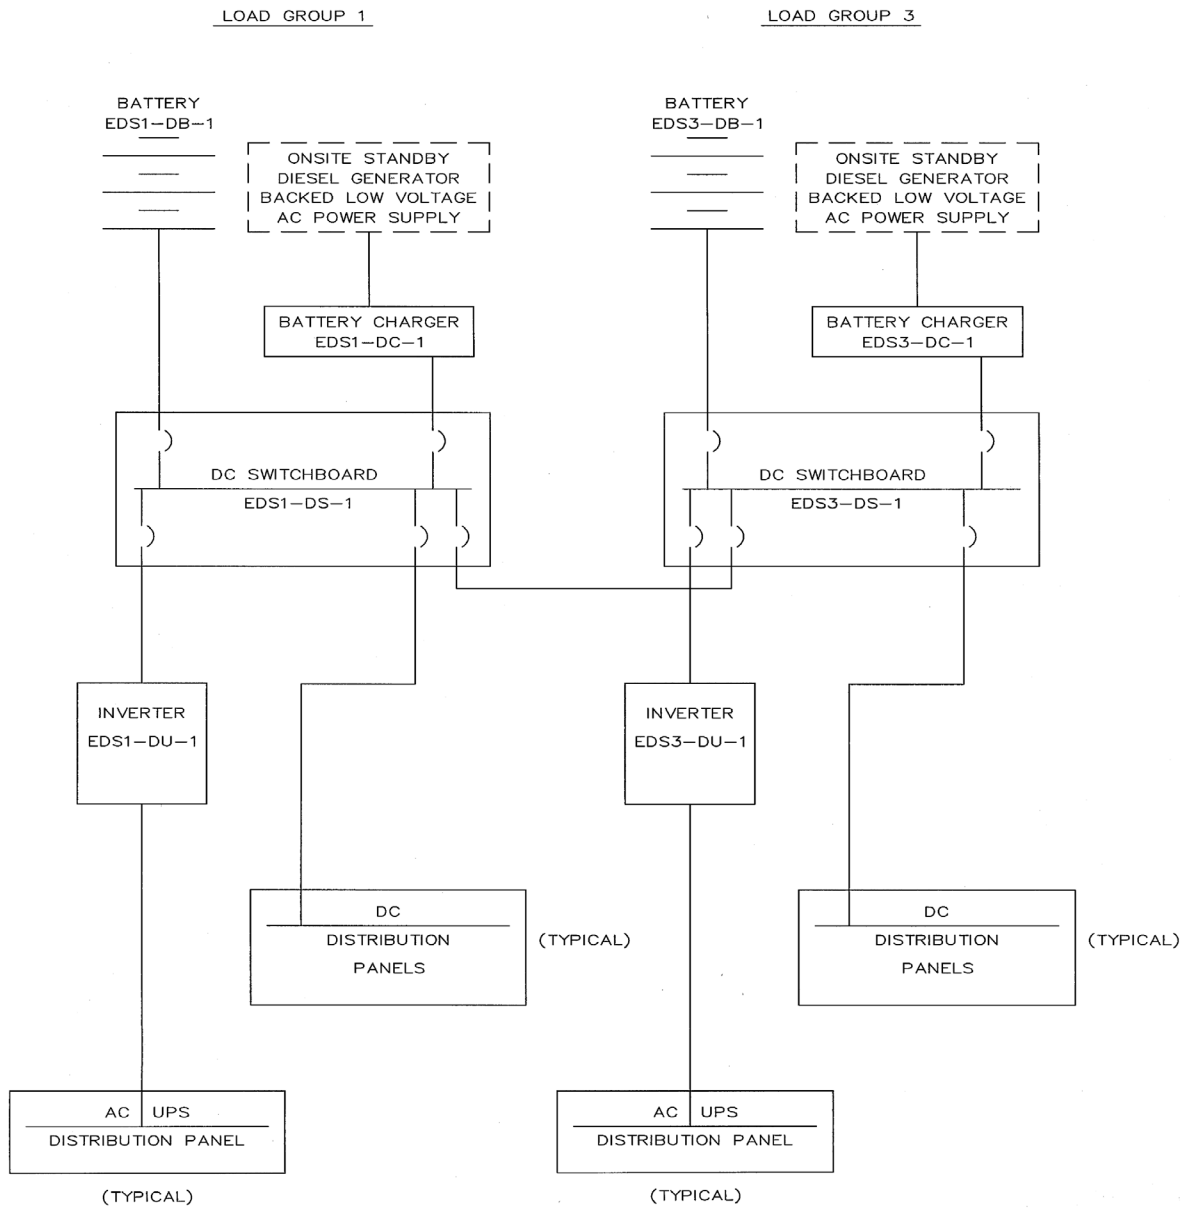 LOAD GROUP 1
LOAD GROUP 3
BATTERY
EDS1-DB-1
ONSITE STANDBY
DIESEL GENERATOR
BACKED LOW VOLTAGE
AC POWER SUPPLY
BATTERY
EDS3-DB-1
ONSITE STANDBY
DIESEL GENERATOR
BACKED LOW VOLTAGE
AC POWER SUPPLY
BATTERY CHARGER
EDS1-DC-1
BATTERY CHARGER
EDS3-DC-1
DC SWITCHBOARD
EDS1-DS-1
DC SWITCHBOARD
EDS3-DS-1
INVERTER
EDS1-DU-1
INVERTER
EDS3-DU-1
DC
DISTRIBUTION
PANELS
(TYPICAL)
DC
DISTRIBUTION
PANELS
(TYPICAL)
AC UPS
DISTRIBUTION PANEL
(TYPICAL)
AC UPS
DISTRIBUTION PANEL
(TYPICAL)